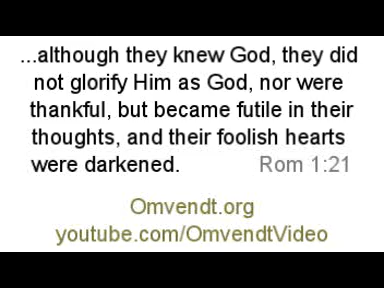 ...although they knew God, they did
not glorify Him as God, nor were
thankful, but became futile in their
thoughts, and their foolish hearts
were darkened. Rom 1:21
Omvendt.org
youtube.com/OmvendtVideo